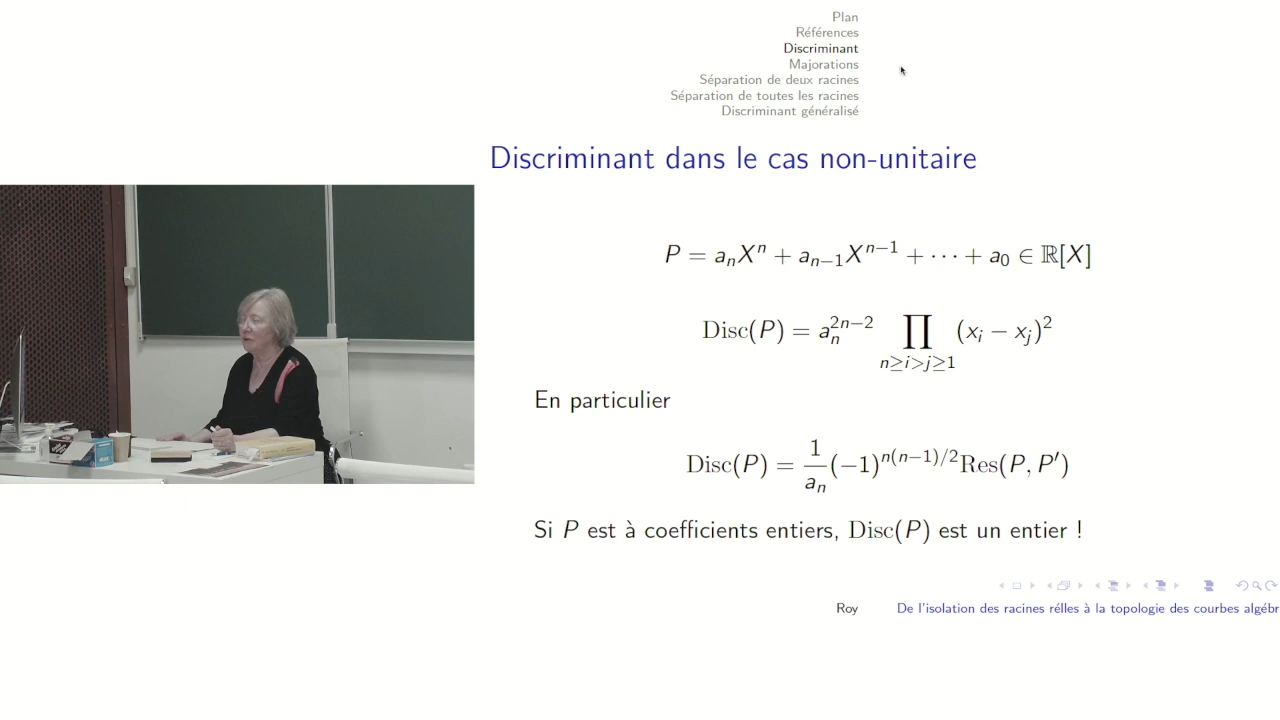 Plan
Références
Discriminant
Majorations
Séparation de deux racines
Séparation de toutes les racines
Discriminant généralisé
Discriminant dans le cas non-unitaire
P = a_n X^n + a_{n−1} X^{n−1} + ··· + a_0 ∈ ℝ[X]
Disc(P) = a_n^{2n−2} ∏_{n≥i>j≥1} (x_i − x_j)^2
En particulier
Disc(P) = \frac{1}{a_n} (−1)^{n(n−1)/2} Res(P, P′)
Si P est à coefficients entiers, Disc(P) est un entier !
Roy De l'isolation des racines rélles à la topologie des courbes algébr